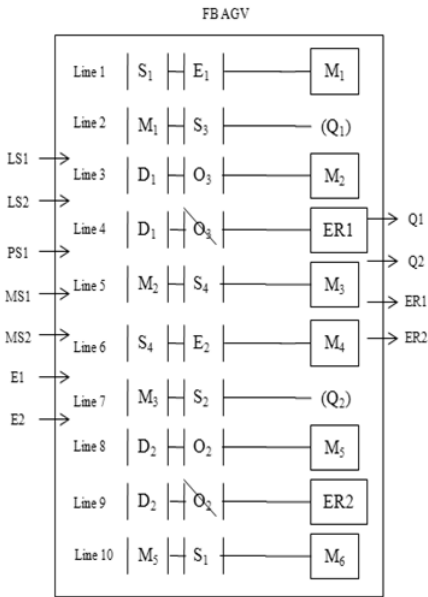 FBAGV
Line 1 S₁ E₁ M₁
Line 2 M₁ S₃ (Q₁)
LS1
Line 3 D₁ O₃ M₂
LS2
Line 4 D₁ O₃ ER1
Q1
PS1
Q2
Line 5 M₂ S₄ M₃
MS1
ER1
MS2
Line 6 S₄ E₂ M₄
ER2
E1
Line 7 M₃ S₂ (Q₂)
E2
Line 8 D₂ O₂ M₅
Line 9 D₂ O₂ ER2
Line 10 M₅ S₁ M₆